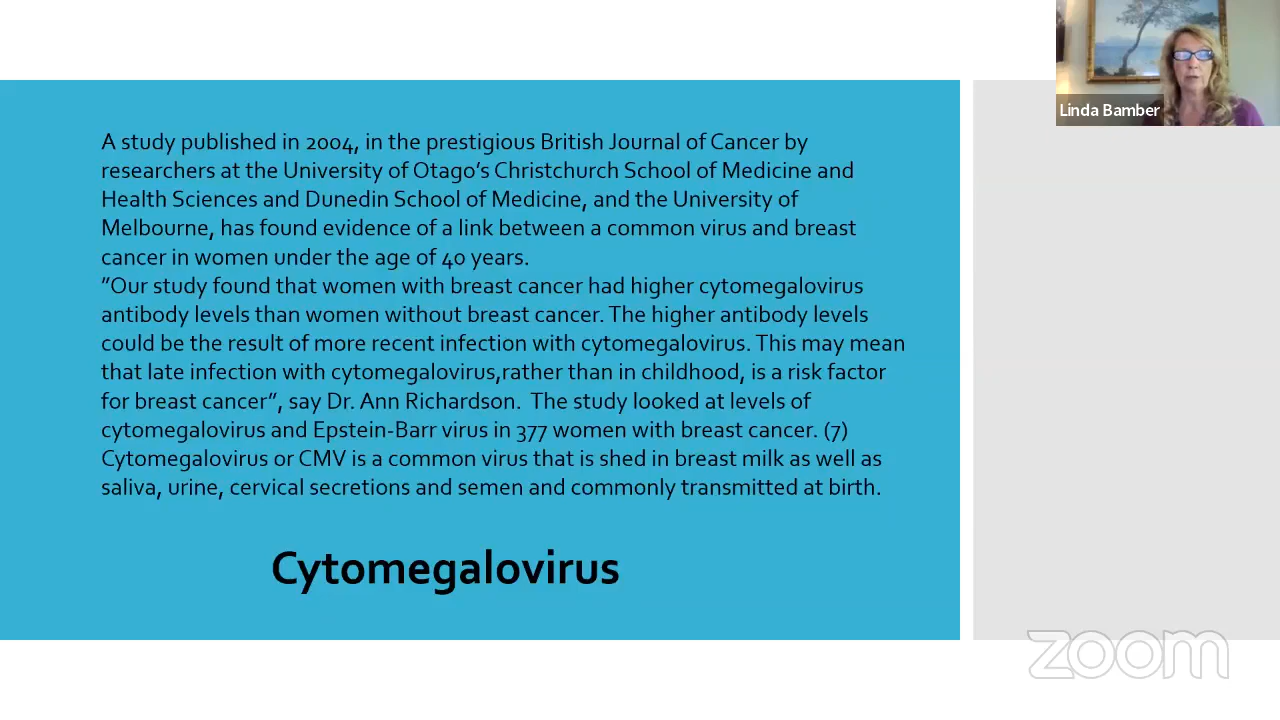 A study published in 2004, in the prestigious British Journal of Cancer by
researchers at the University of Otago's Christchurch School of Medicine and
Health Sciences and Dunedin School of Medicine, and the University of
Melbourne, has found evidence of a link between a common virus and breast
cancer in women under the age of 40 years.
"Our study found that women with breast cancer had higher cytomegalovirus
antibody levels than women without breast cancer. The higher antibody levels
could be the result of more recent infection with cytomegalovirus. This may mean
that late infection with cytomegalovirus,rather than in childhood, is a risk factor
for breast cancer", say Dr. Ann Richardson.  The study looked at levels of
cytomegalovirus and Epstein-Barr virus in 377 women with breast cancer. (7)
Cytomegalovirus or CMV is a common virus that is shed in breast milk as well as
saliva, urine, cervical secretions and semen and commonly transmitted at birth.
Cytomegalovirus
Linda Bamber
zoom